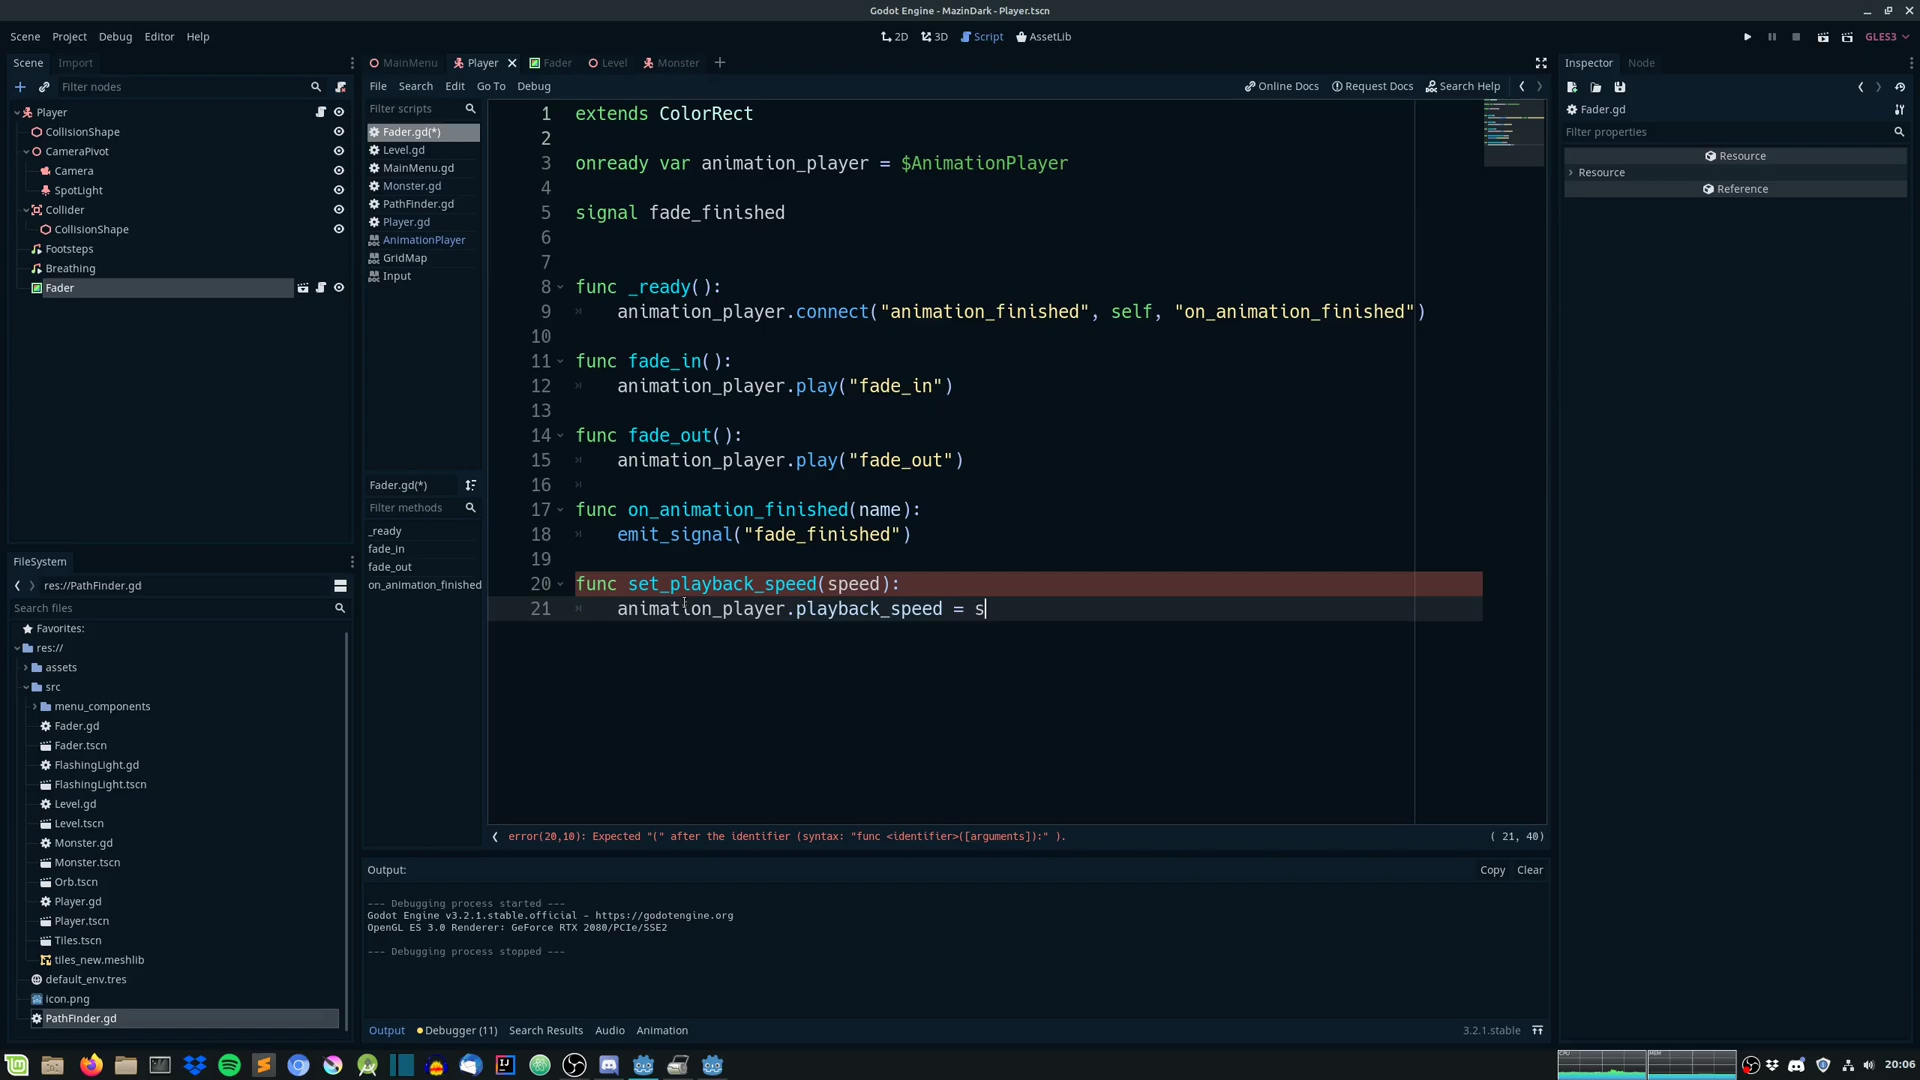 Godot Engine - MazinDark - Player.tscn
Scene Project Debug Editor Help
2D 3D Script AssetLib
GLES3
Scene Import
Filter nodes
Player
CollisionShape
CameraPivot
Camera
SpotLight
Collider
CollisionShape
Footsteps
Breathing
Fader
FileSystem
res://PathFinder.gd
Search files
Favorites:
res://
assets
src
menu_components
Fader.gd
Fader.tscn
FlashingLight.gd
FlashingLight.tscn
Level.gd
Level.tscn
Monster.gd
Monster.tscn
Orb.tscn
Player.gd
Player.tscn
Tiles.tscn
tiles_new.meshlib
default_env.tres
icon.png
PathFinder.gd
MainMenu Player Fader Level Monster
File Search Edit Go To Debug
Online Docs Request Docs Search Help
Filter scripts
Fader.gd(*)
Level.gd
MainMenu.gd
Monster.gd
PathFinder.gd
Player.gd
AnimationPlayer
GridMap
Input
Fader.gd(*)
Filter methods
_ready
fade_in
fade_out
on_animation_finished
1 extends ColorRect
2
3 onready var animation_player = $AnimationPlayer
4
5 signal fade_finished
6
7
8 func _ready():
9 animation_player.connect("animation_finished", self, "on_animation_finished")
10
11 func fade_in():
12 animation_player.play("fade_in")
13
14 func fade_out():
15 animation_player.play("fade_out")
16
17 func on_animation_finished(name):
18 emit_signal("fade_finished")
19
20 func set_playback_speed(speed):
21 animation_player.playback_speed = s
error(20,10): Expected "(" after the identifier (syntax: "func <identifier>([arguments]):" ).
( 21, 40)
Output:
Copy Clear
--- Debugging process started ---
Godot Engine v3.2.1.stable.official - https://godotengine.org
OpenGL ES 3.0 Renderer: GeForce RTX 2080/PCIe/SSE2
--- Debugging process stopped ---
Output Debugger (11) Search Results Audio Animation
3.2.1.stable
Inspector Node
Fader.gd
Filter properties
Resource
Resource
Reference
20:06